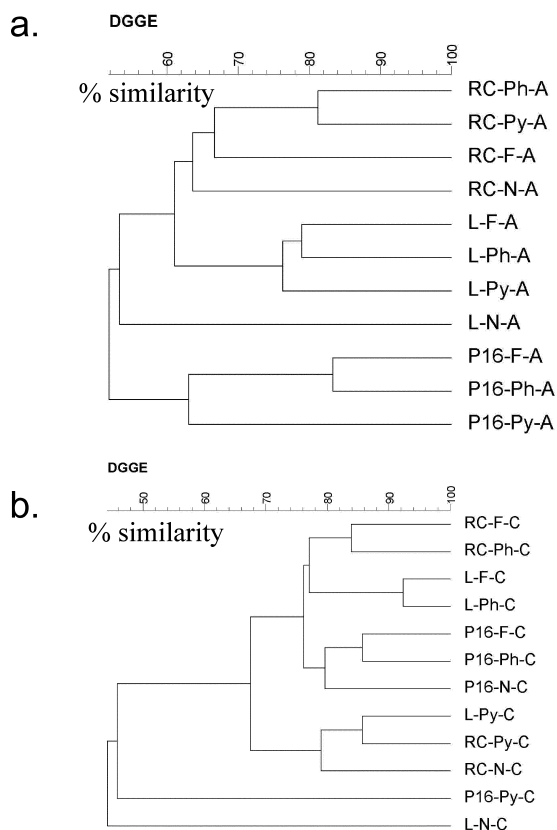 a.
DGGE
60 70 80 90 100
% similarity
RC-Ph-A
RC-Py-A
RC-F-A
RC-N-A
L-F-A
L-Ph-A
L-Py-A
L-N-A
P16-F-A
P16-Ph-A
P16-Py-A
DGGE
b.
50 60 70 80 90 100
% similarity
RC-F-C
RC-Ph-C
L-F-C
L-Ph-C
P16-F-C
P16-Ph-C
P16-N-C
L-Py-C
RC-Py-C
RC-N-C
P16-Py-C
L-N-C